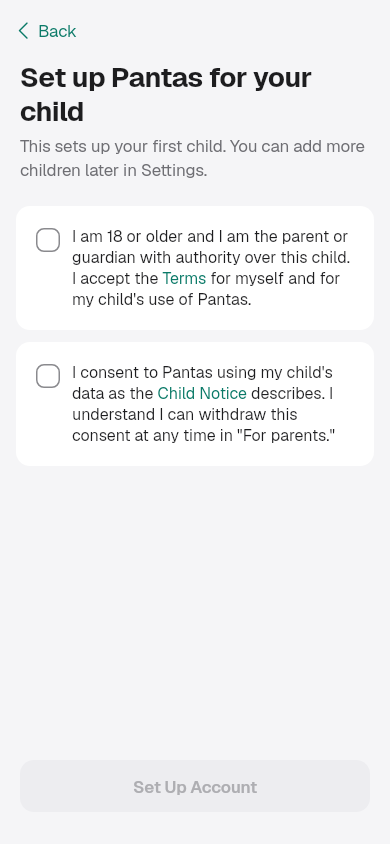 Back
Set up Pantas for your
child
This sets up your first child. You can add more
children later in Settings.
I am 18 or older and I am the parent or
guardian with authority over this child.
I accept the Terms for myself and for
my child's use of Pantas.
I consent to Pantas using my child's
data as the Child Notice describes. I
understand I can withdraw this
consent at any time in "For parents."
Set Up Account